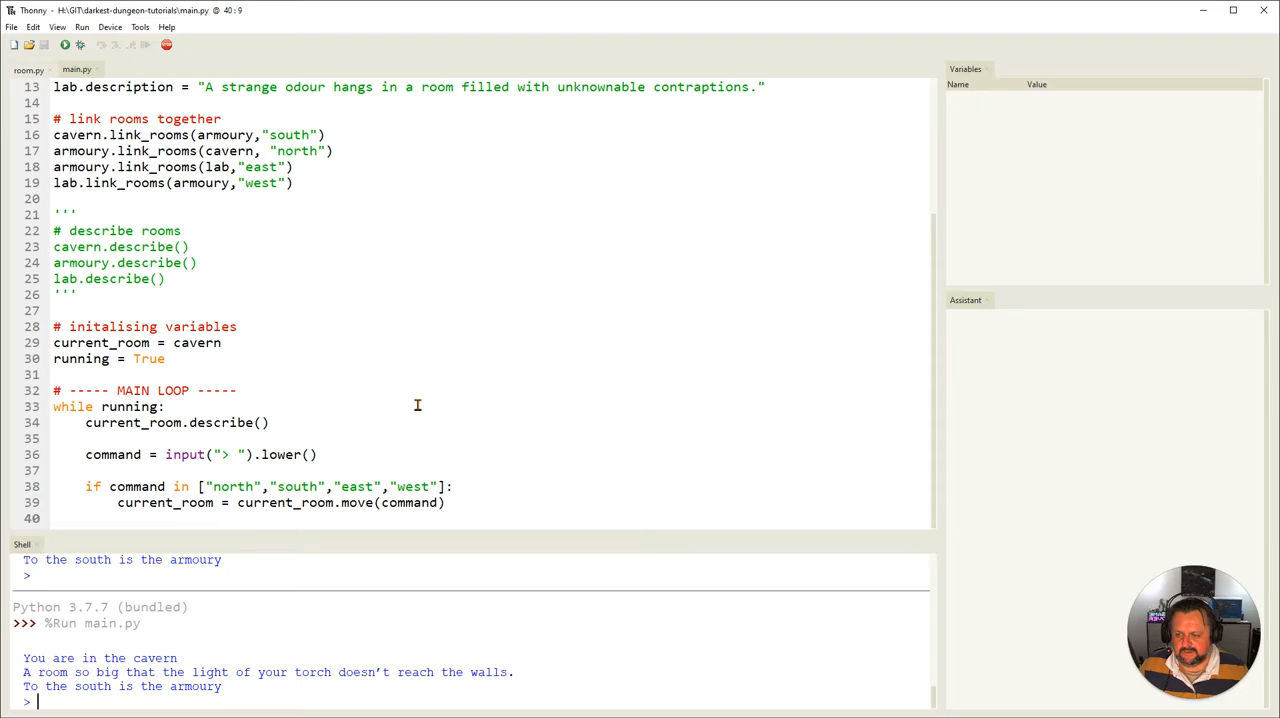 Thonny - H:\GIT\darkest-dungeon-tutorials\main.py @ 40 : 9
File Edit View Run Device Tools Help
room.py main.py
13 lab.description = "A strange odour hangs in a room filled with unknownable contraptions."
14
15 # link rooms together
16 cavern.link_rooms(armoury,"south")
17 armoury.link_rooms(cavern, "north")
18 armoury.link_rooms(lab,"east")
19 lab.link_rooms(armoury,"west")
20
21 '''
22 # describe rooms
23 cavern.describe()
24 armoury.describe()
25 lab.describe()
26 '''
27
28 # initalising variables
29 current_room = cavern
30 running = True
31
32 # ----- MAIN LOOP -----
33 while running:
34     current_room.describe()
35
36     command = input("> ").lower()
37
38     if command in ["north","south","east","west"]:
39         current_room = current_room.move(command)
40
Shell
To the south is the armoury
>
Python 3.7.7 (bundled)
>>> %Run main.py
You are in the cavern
A room so big that the light of your torch doesn’t reach the walls.
To the south is the armoury
>
Variables
Name Value
Assistant